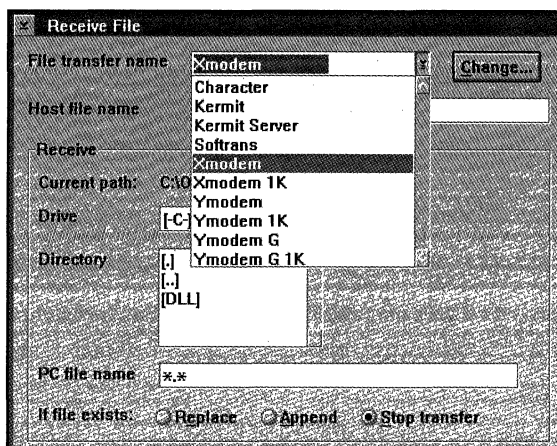 Receive File
File transfer name Xmodem Change...
Character
Host file name
Kermit
Kermit Server
Softrans
Receive
Xmodem
Current path: C:\O
Xmodem 1K
Ymodem
Drive [-C-]
Ymodem 1K
Ymodem G
Directory
Ymodem G 1K
[.]
[..]
[DLL]
PC file name *.*
If file exists: Replace Append Stop transfer